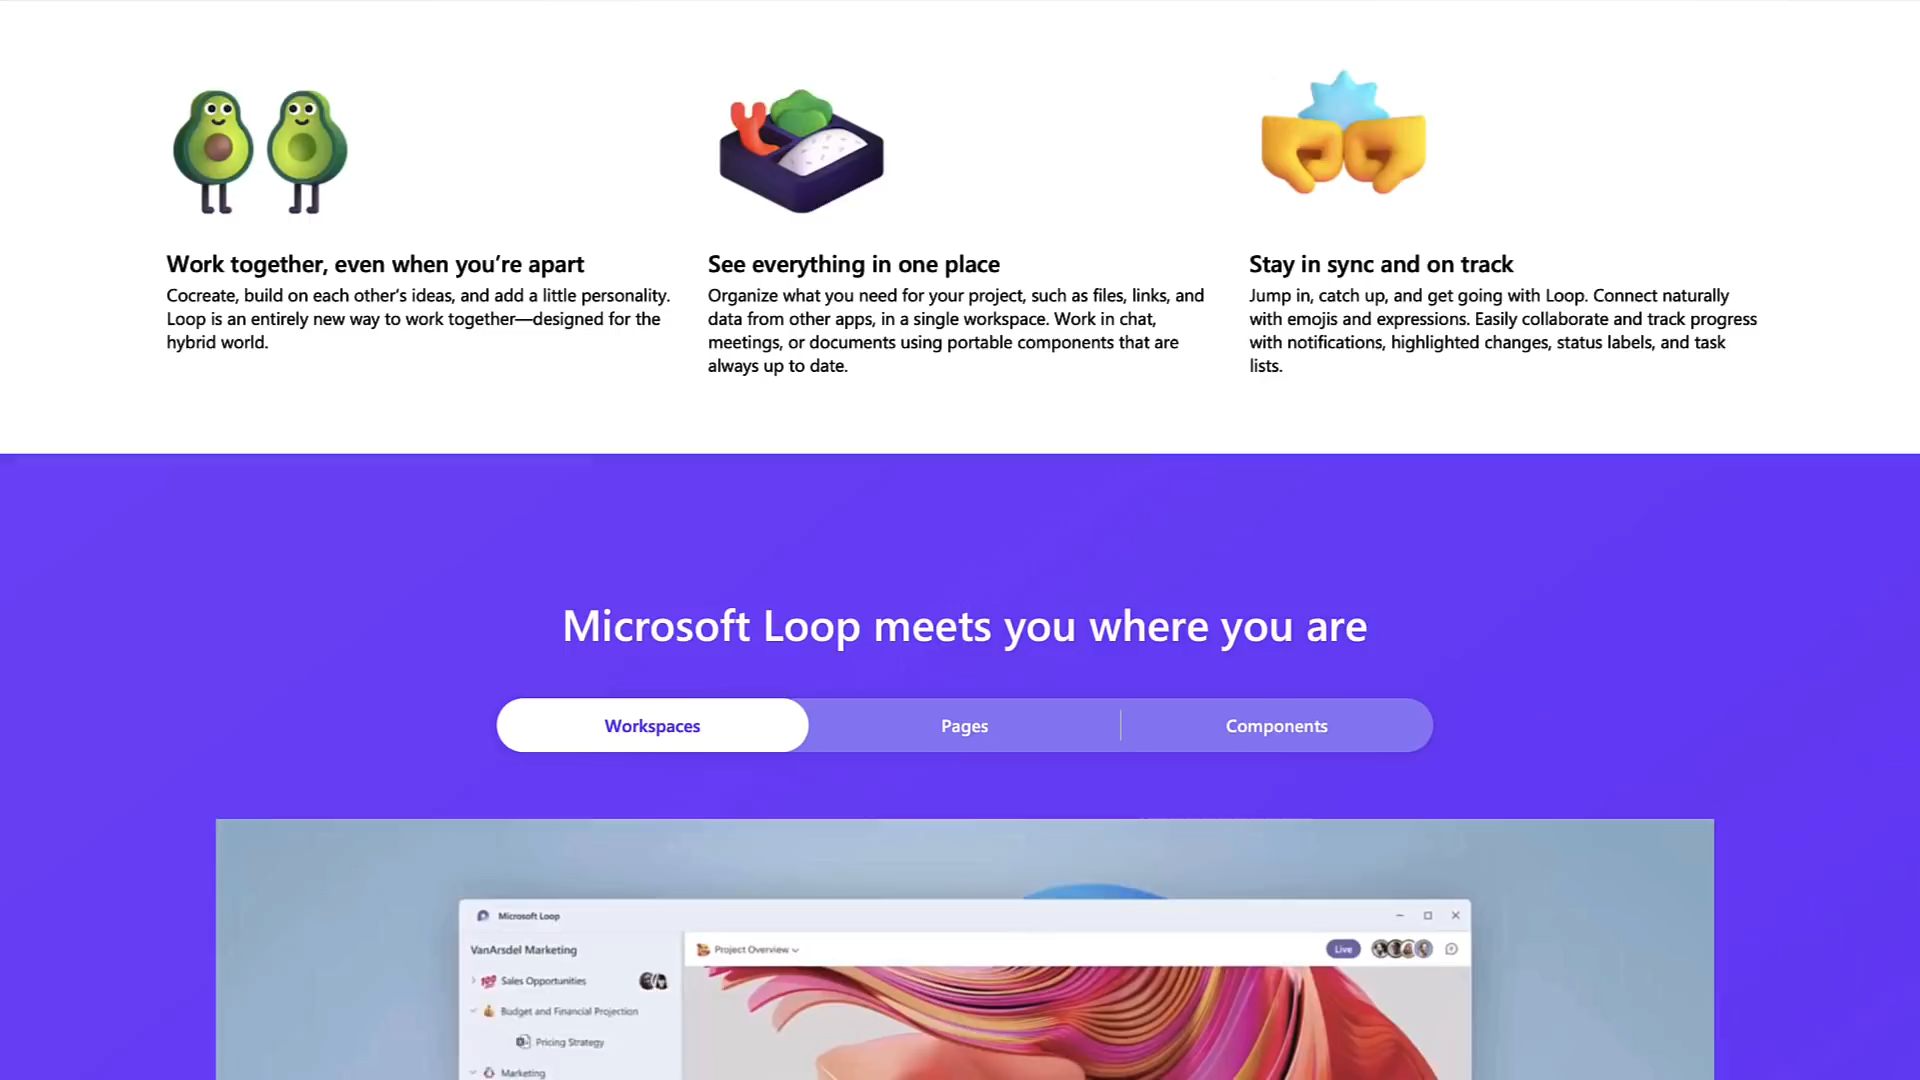 Work together, even when you’re apart
Cocreate, build on each other’s ideas, and add a little personality.
Loop is an entirely new way to work together—designed for the
hybrid world.
See everything in one place
Organize what you need for your project, such as files, links, and
data from other apps, in a single workspace. Work in chat,
meetings, or documents using portable components that are
always up to date.
Stay in sync and on track
Jump in, catch up, and get going with Loop. Connect naturally
with emojis and expressions. Easily collaborate and track progress
with notifications, highlighted changes, status labels, and task
lists.
Microsoft Loop meets you where you are
Workspaces
Pages
Components
Microsoft Loop
VanArsdel Marketing
💯 Sales Opportunities
Budget and Financial Projection
Pricing Strategy
Marketing
Project Overview
Live